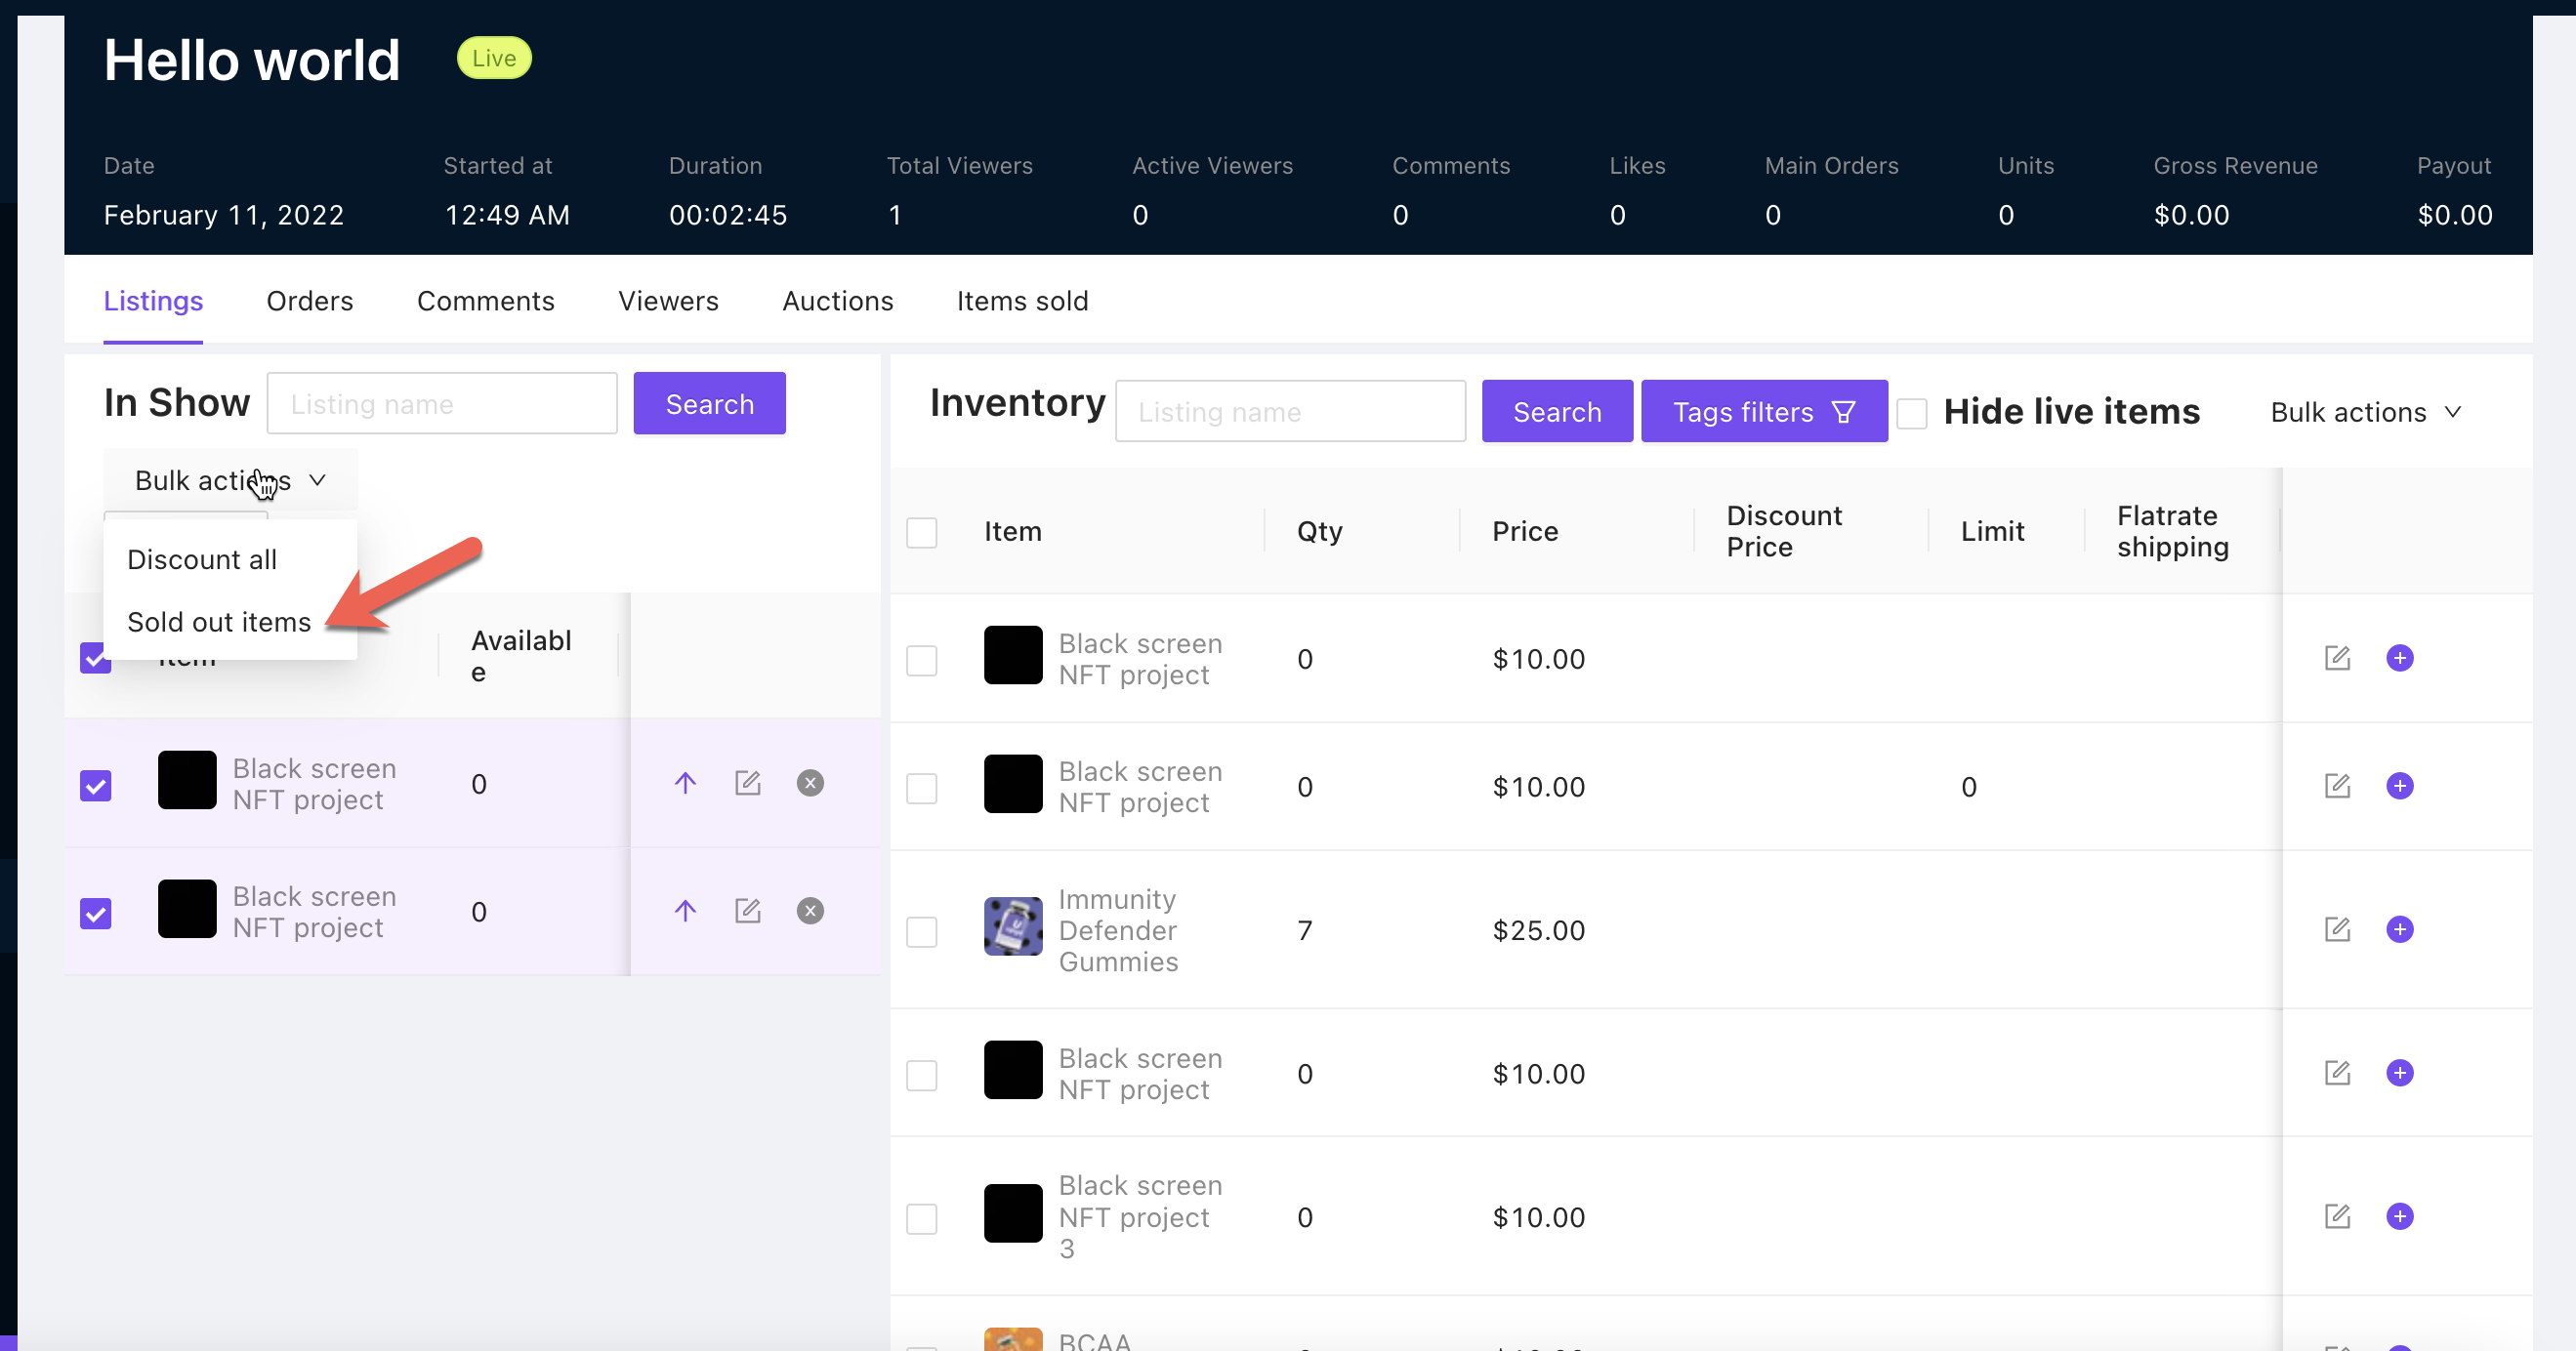 Hello world Live
Date Started at Duration Total Viewers Active Viewers Comments Likes Main Orders Units Gross Revenue Payout
February 11, 2022 12:49 AM 00:02:45 1 0 0 0 0 0 $0.00 $0.00
Listings Orders Comments Viewers Auctions Items sold
In Show Listing name Search
Bulk actions
Discount all
Sold out items
Item Availabl
e
Black screen
NFT project 0
Black screen
NFT project 0
Inventory Listing name Search Tags filters Hide live items Bulk actions
Item Qty Price Discount
Price Limit Flatrate
shipping
Black screen
NFT project 0 $10.00
Black screen
NFT project 0 $10.00 0
Immunity
Defender
Gummies 7 $25.00
Black screen
NFT project 0 $10.00
Black screen
NFT project
3 0 $10.00
BCAA